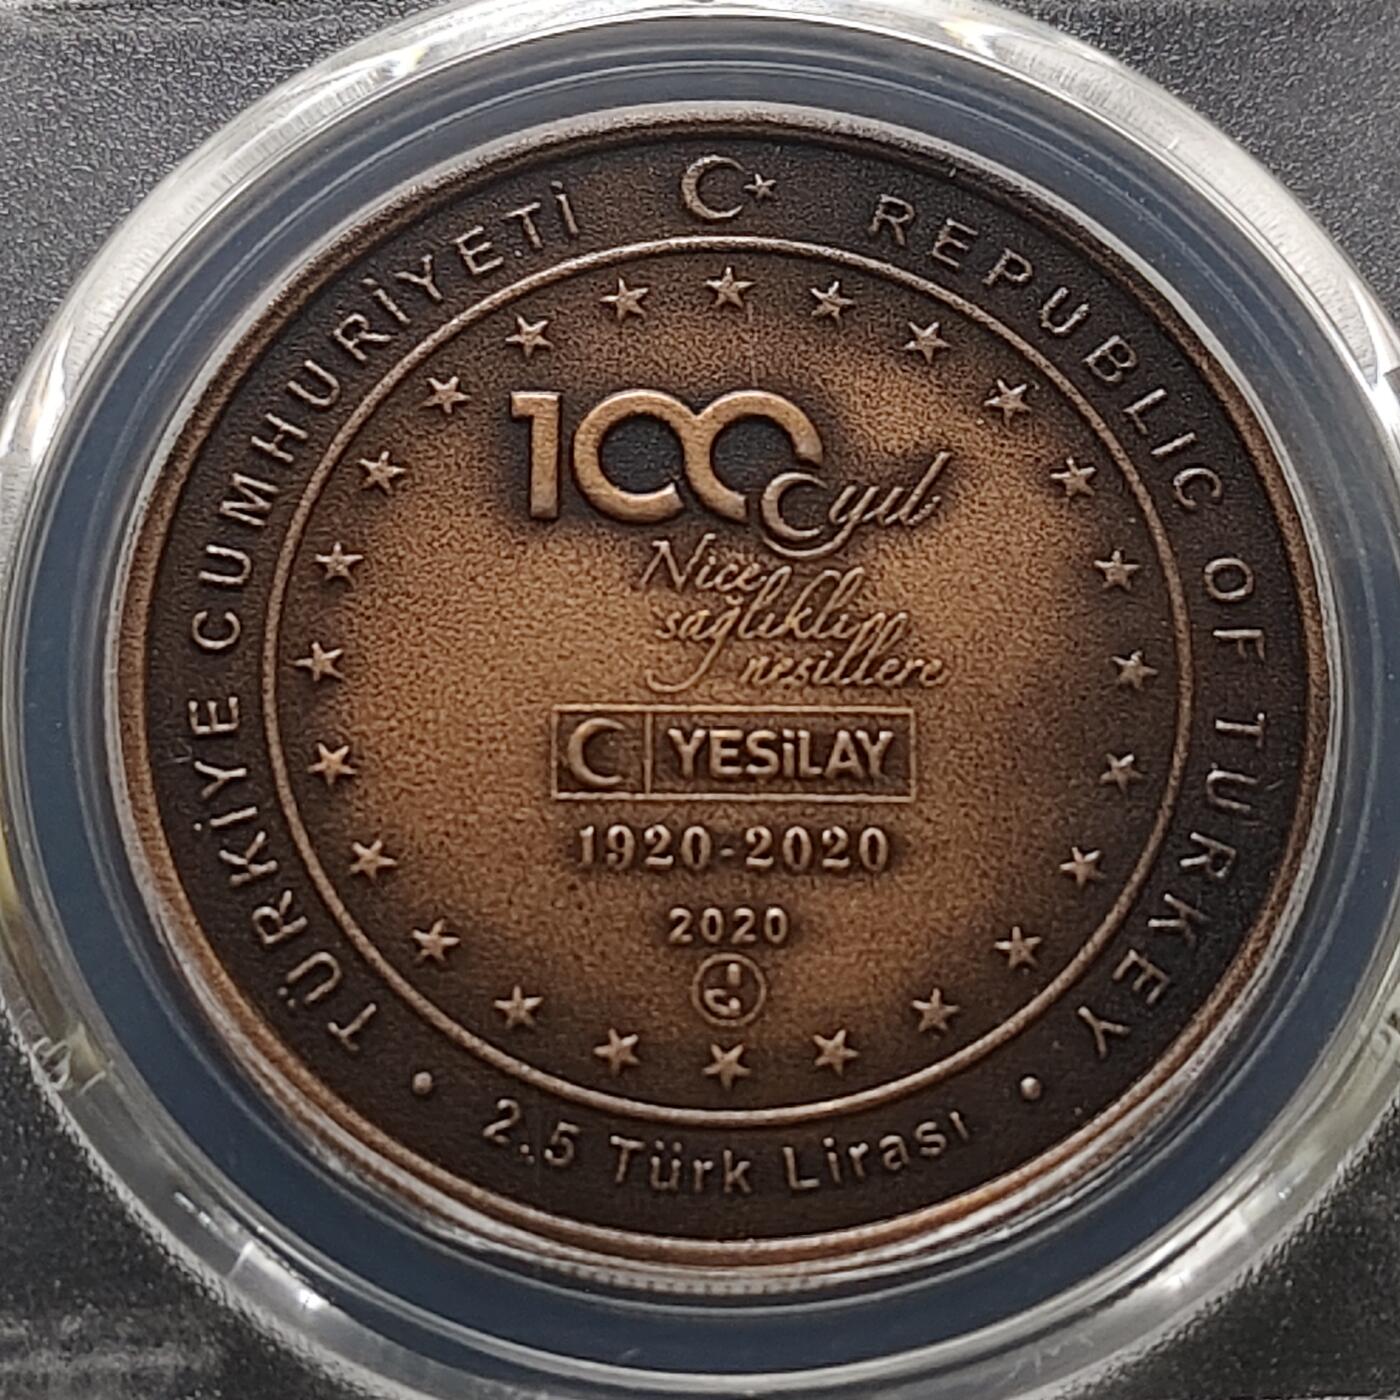 TÜRKİYE CUMHURİYETİ
REPUBLIC OF TURKEY
100 yıl
Nice
sağlıklı
nesillere
YEŞİLAY
1920-2020
2020
2.5 Türk Lirası